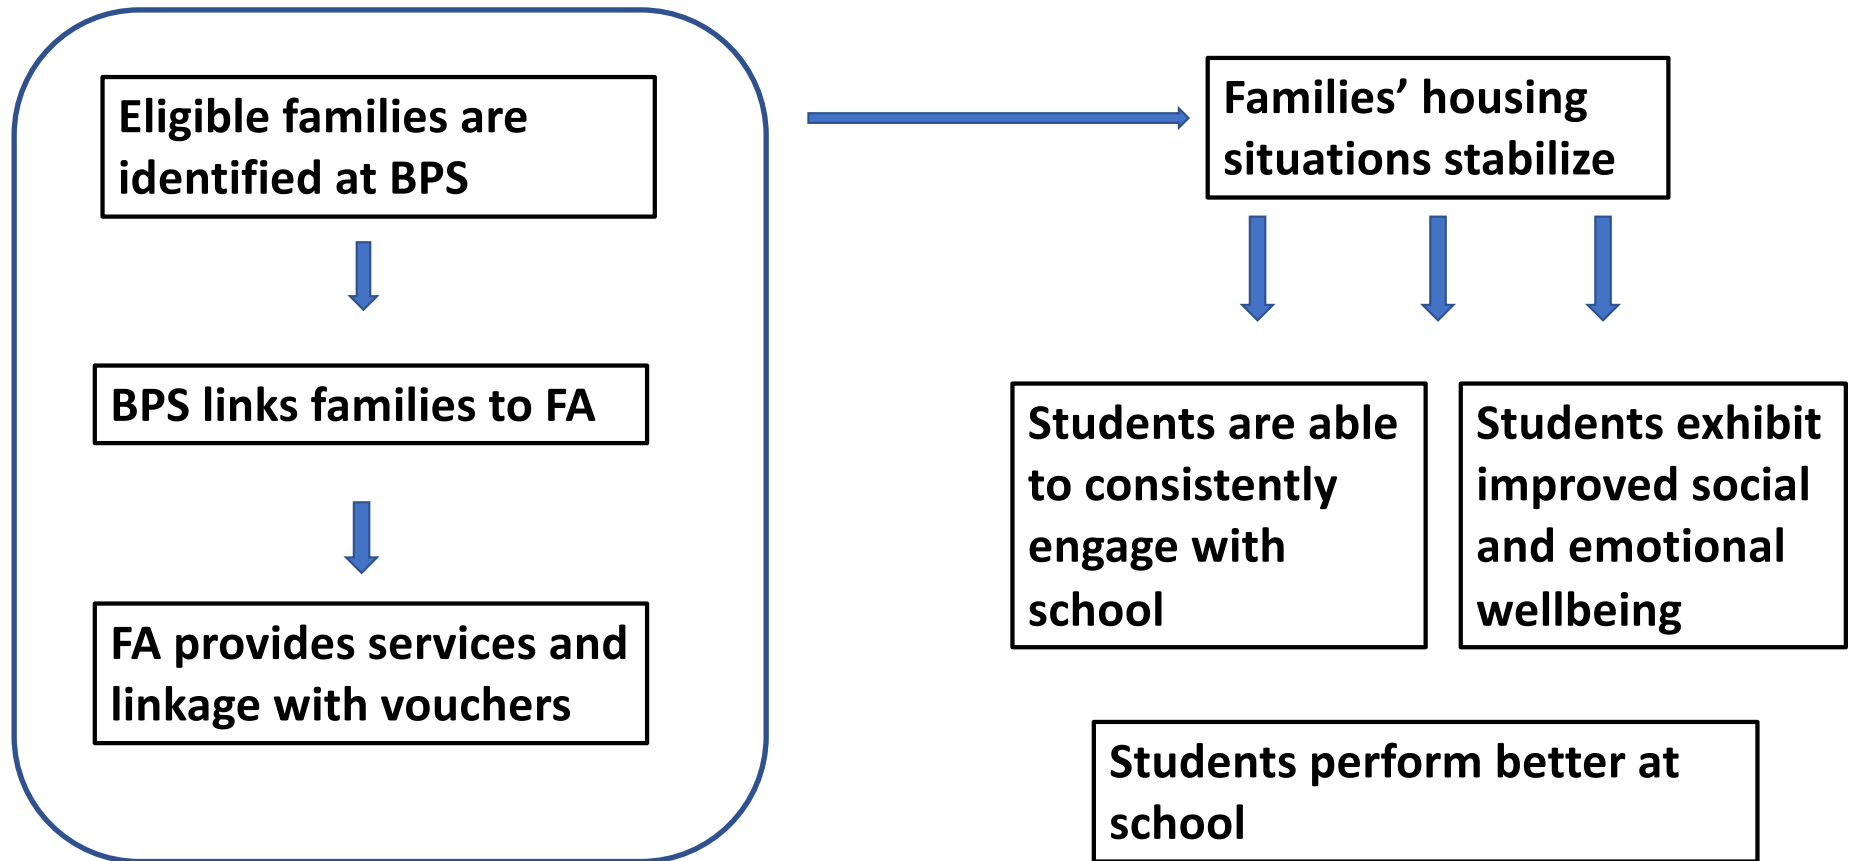 Eligible families are
identified at BPS
BPS links families to FA
FA provides services and
linkage with vouchers
Families’ housing
situations stabilize
Students are able
to consistently
engage with
school
Students exhibit
improved social
and emotional
wellbeing
Students perform better at
school